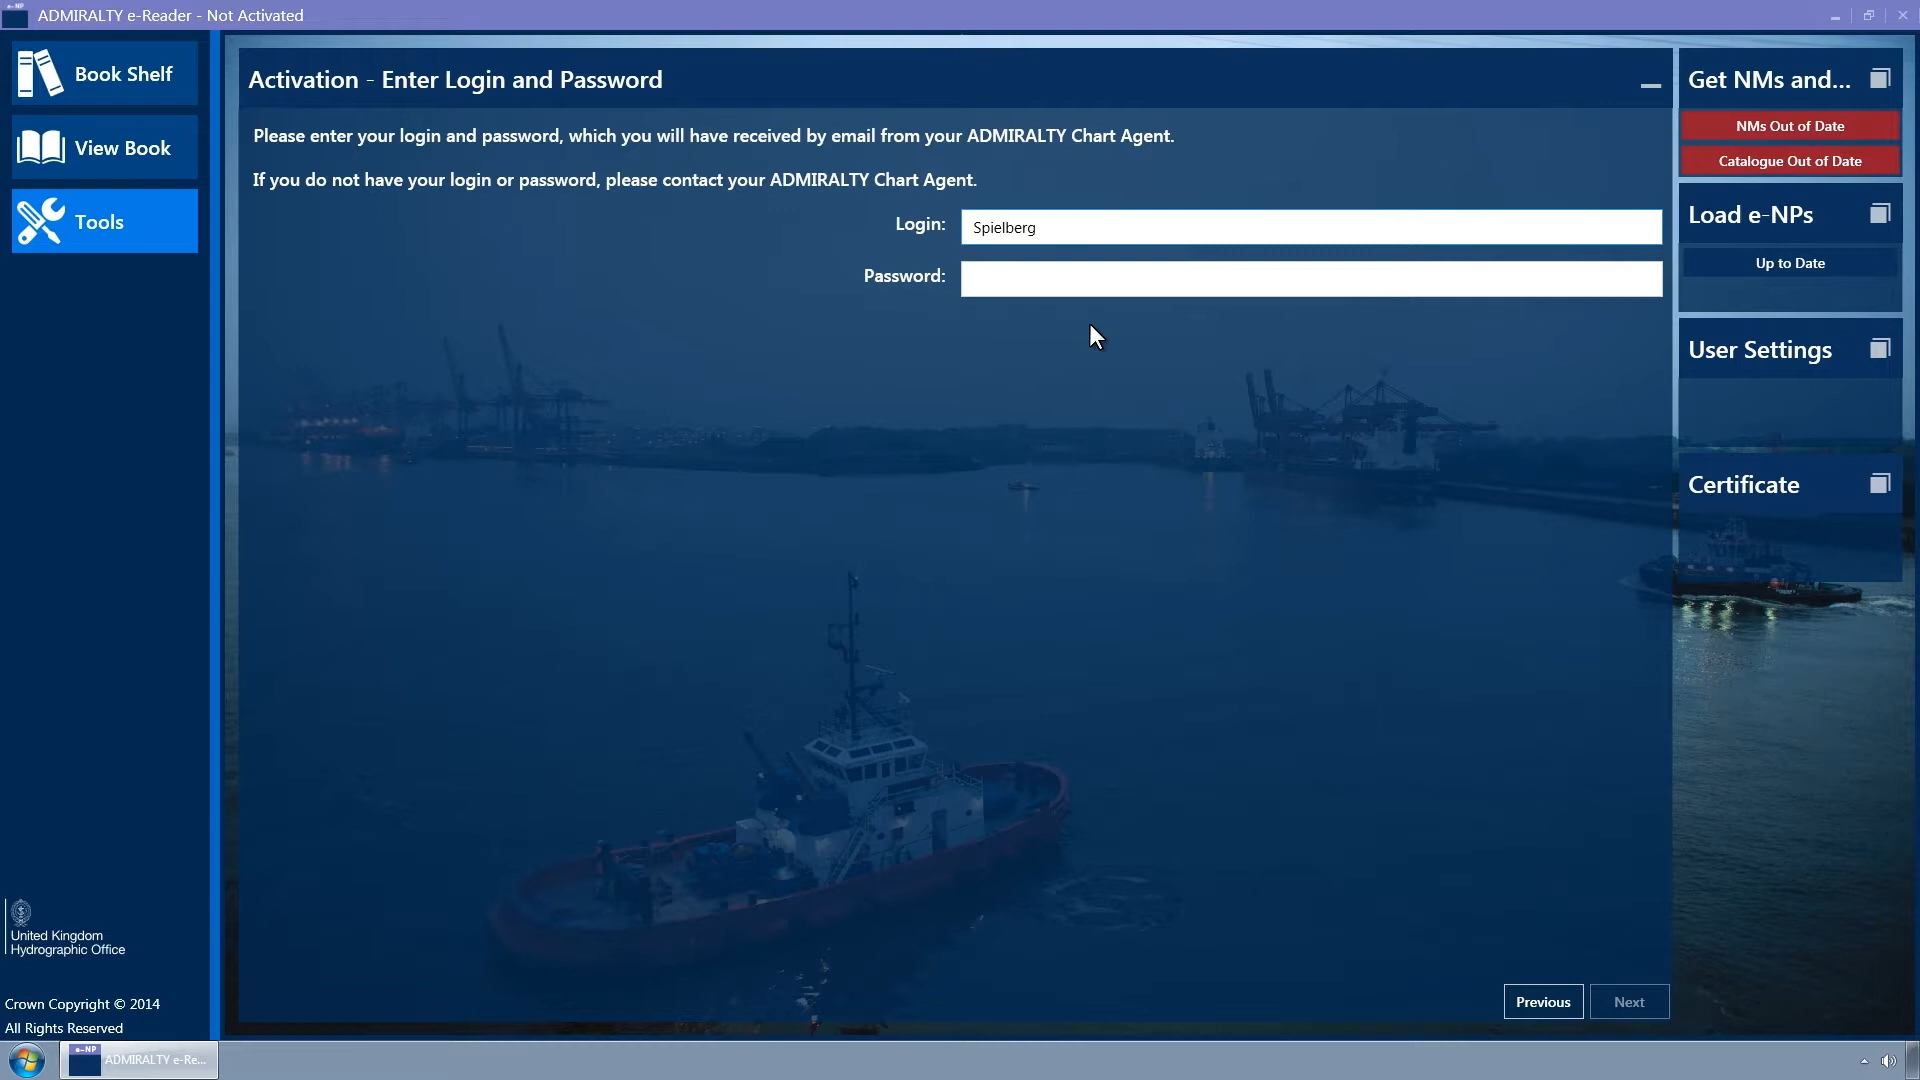 e-NP
ADMIRALTY e-Reader - Not Activated
Book Shelf
View Book
Tools
Activation - Enter Login and Password
Please enter your login and password, which you will have received by email from your ADMIRALTY Chart Agent.
If you do not have your login or password, please contact your ADMIRALTY Chart Agent.
Login:
Spielberg
Password:
Previous
Next
Get NMs and...
NMs Out of Date
Catalogue Out of Date
Load e-NPs
Up to Date
User Settings
Certificate
United Kingdom
Hydrographic Office
Crown Copyright © 2014
All Rights Reserved
e-NP
ADMIRALTY e-Re...